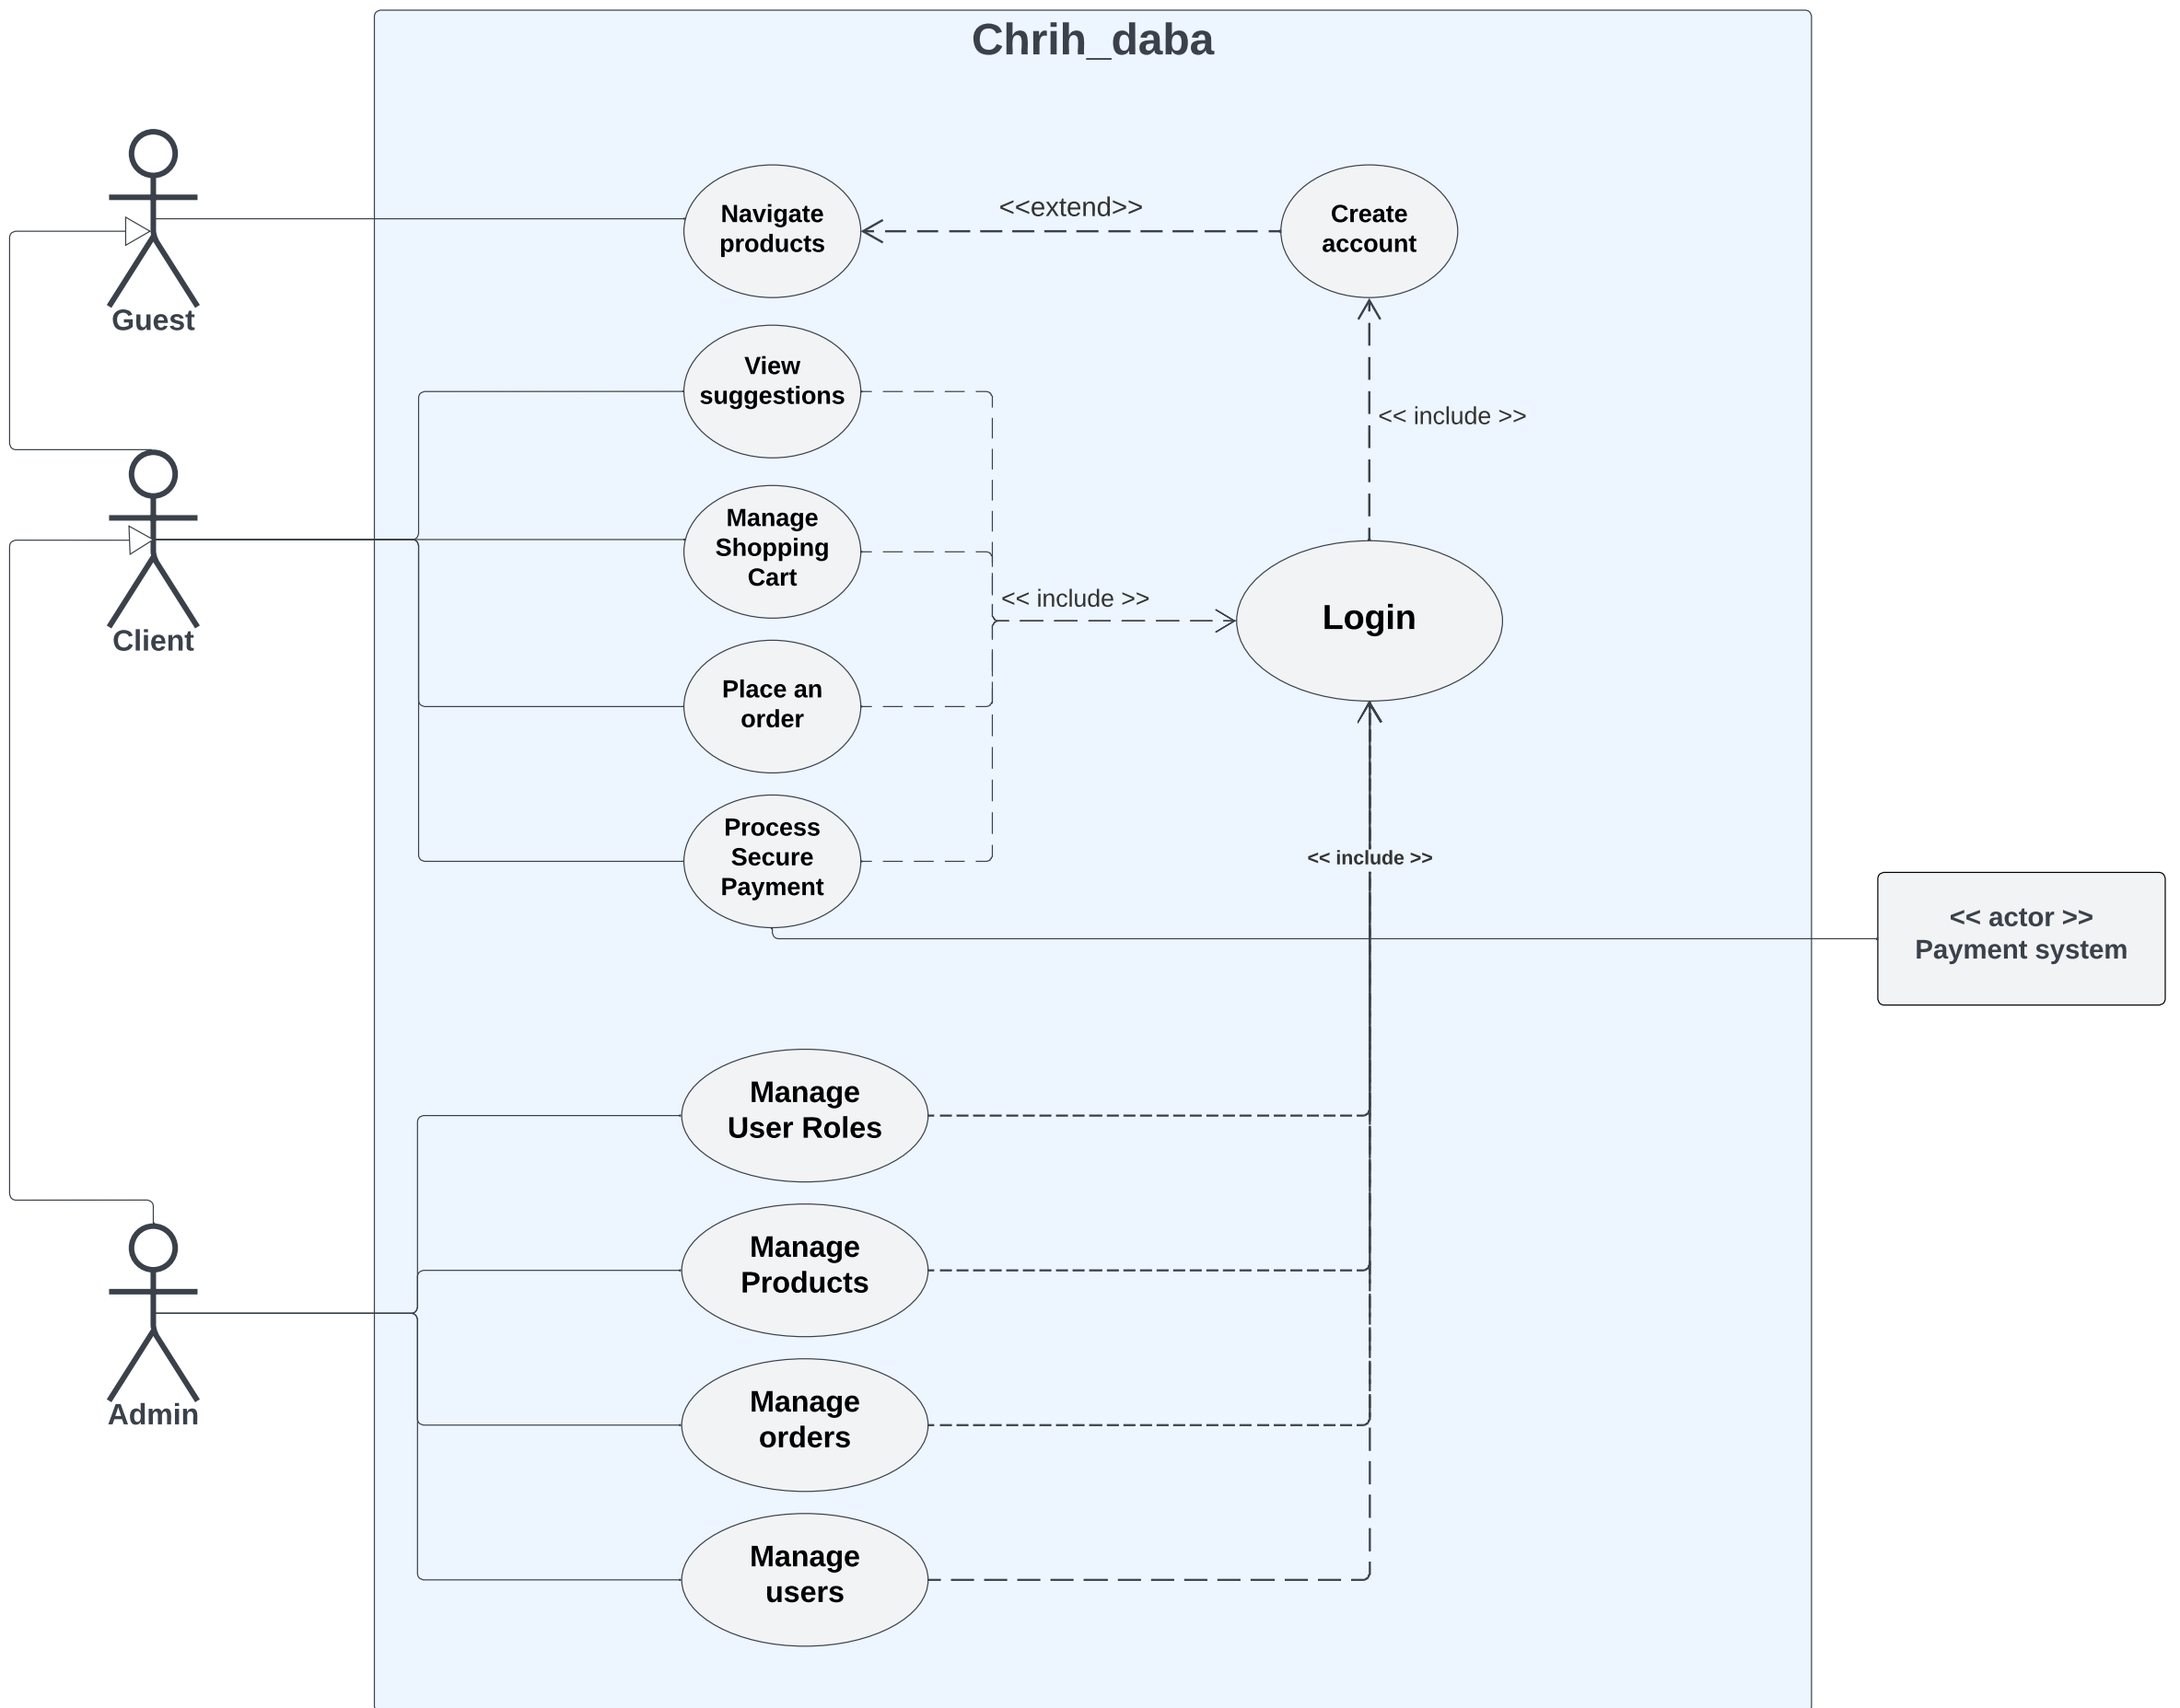 Chrih_daba
Guest
Navigate
products
<<extend>>
Create
account
View
suggestions
<< include >>
Client
Manage
Shopping
Cart
<< include >>
Login
Place an
order
Process
Secure
Payment
<< include >>
<< actor >>
Payment system
Manage
User Roles
Manage
Products
Admin
Manage
orders
Manage
users